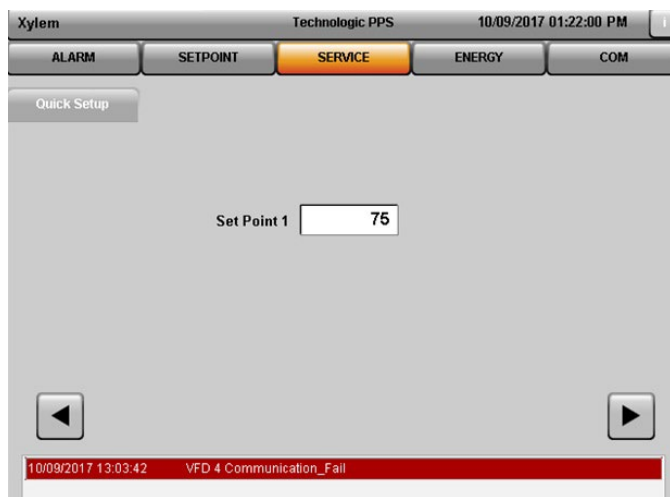 Xylem Technologic PPS 10/09/2017 01:22:00 PM i
ALARM SETPOINT SERVICE ENERGY COM
Quick Setup
Set Point 1 75
10/09/2017 13:03:42 VFD 4 Communication_Fail